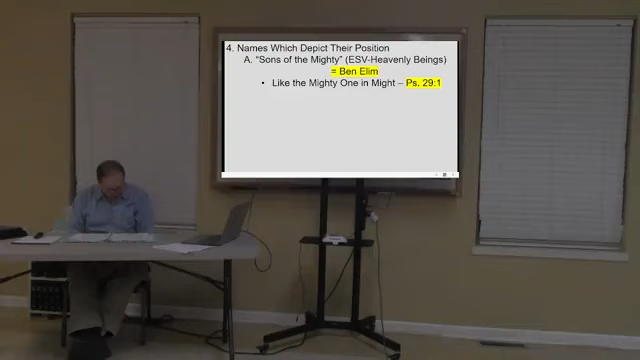 4. Names Which Depict Their Position
A. “Sons of the Mighty” (ESV-Heavenly Beings)
= Ben Elim
• Like the Mighty One in Might – Ps. 29:1